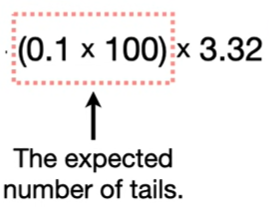 (0.1 × 100) × 3.32
The expected
number of tails.